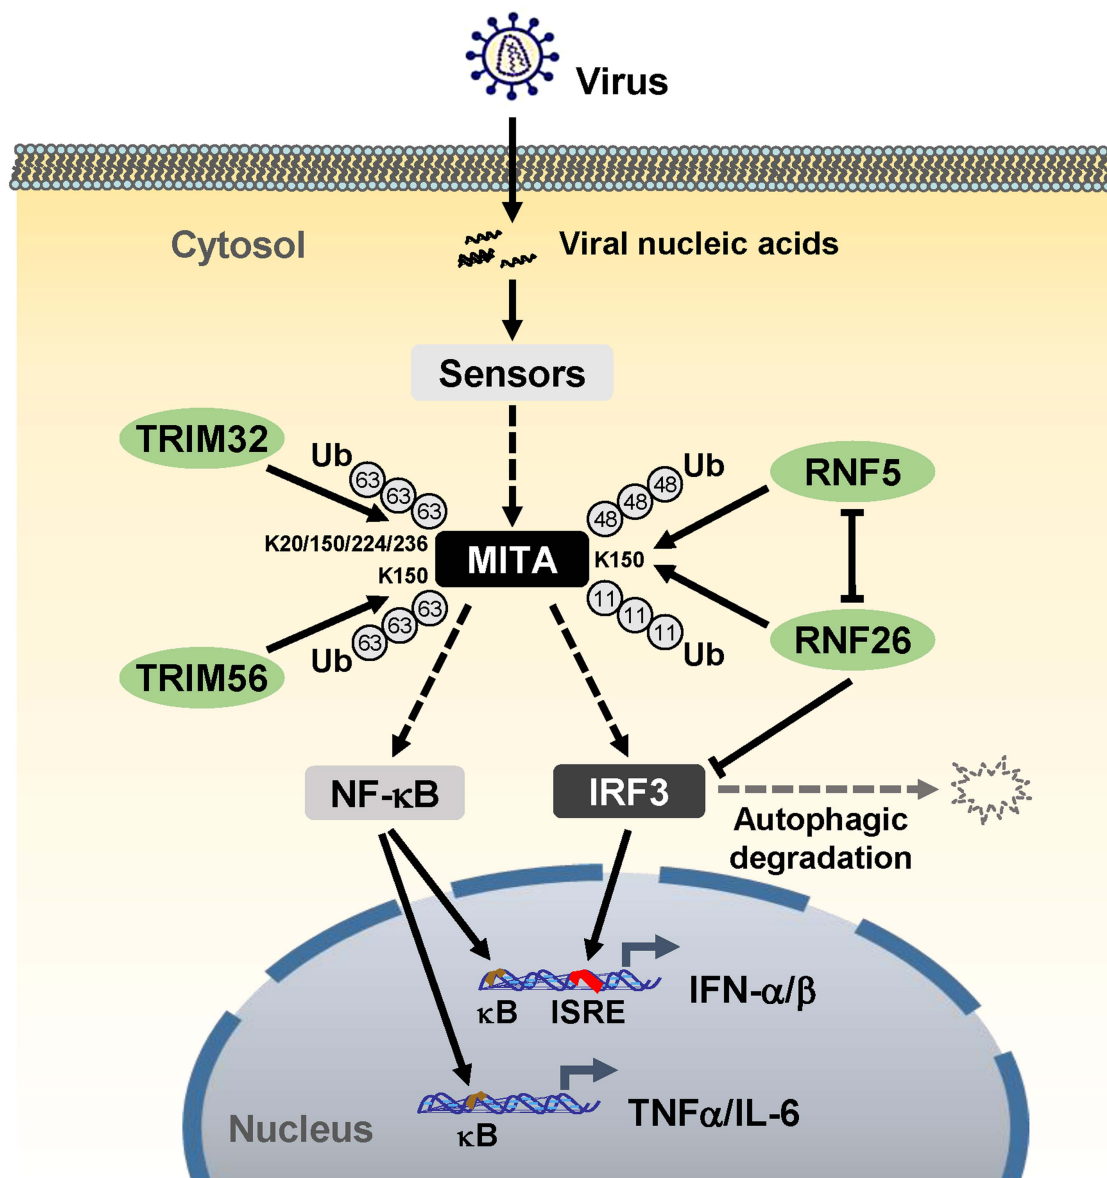 Virus
Cytosol
Viral nucleic acids
Sensors
TRIM32
Ub
63
63
63
48
48
48
Ub
RNF5
K20/150/224/236
MITA
K150
K150
63
63
63
Ub
11
11
11
Ub
TRIM56
RNF26
NF-κB
IRF3
Autophagic
degradation
κB
ISRE
IFN-α/β
κB
TNFα/IL-6
Nucleus